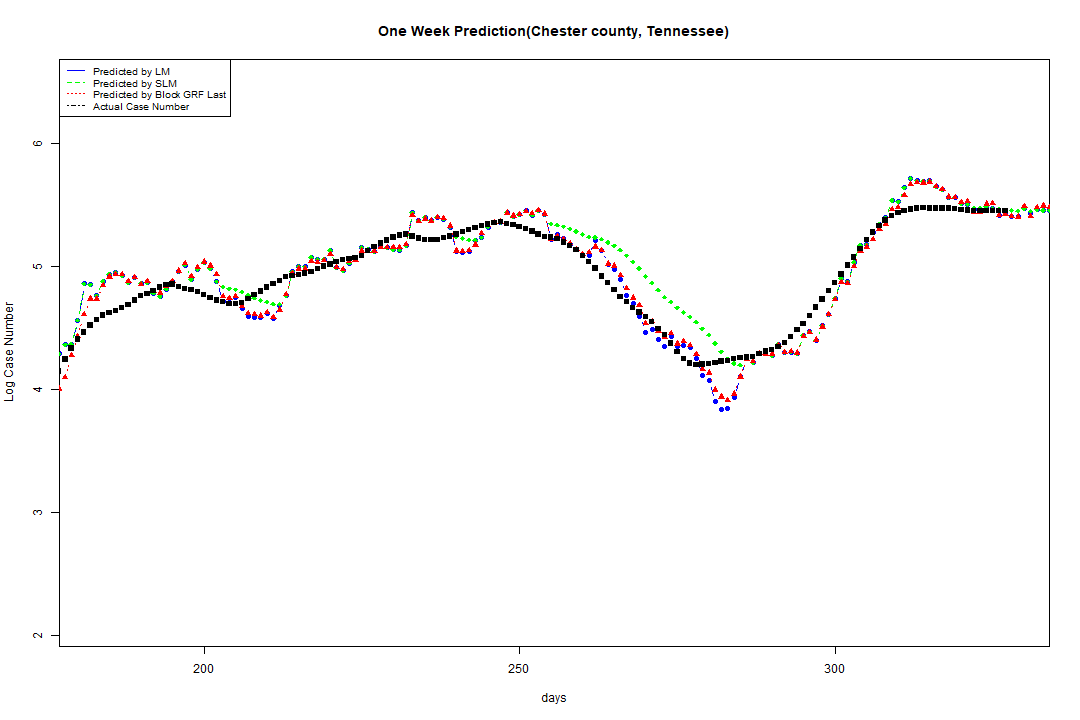 One Week Prediction(Chester county, Tennessee)
Predicted by LM
Predicted by SLM
Predicted by Block GRF Last
Actual Case Number
Log Case Number
6
5
4
3
2
200 250 300
days